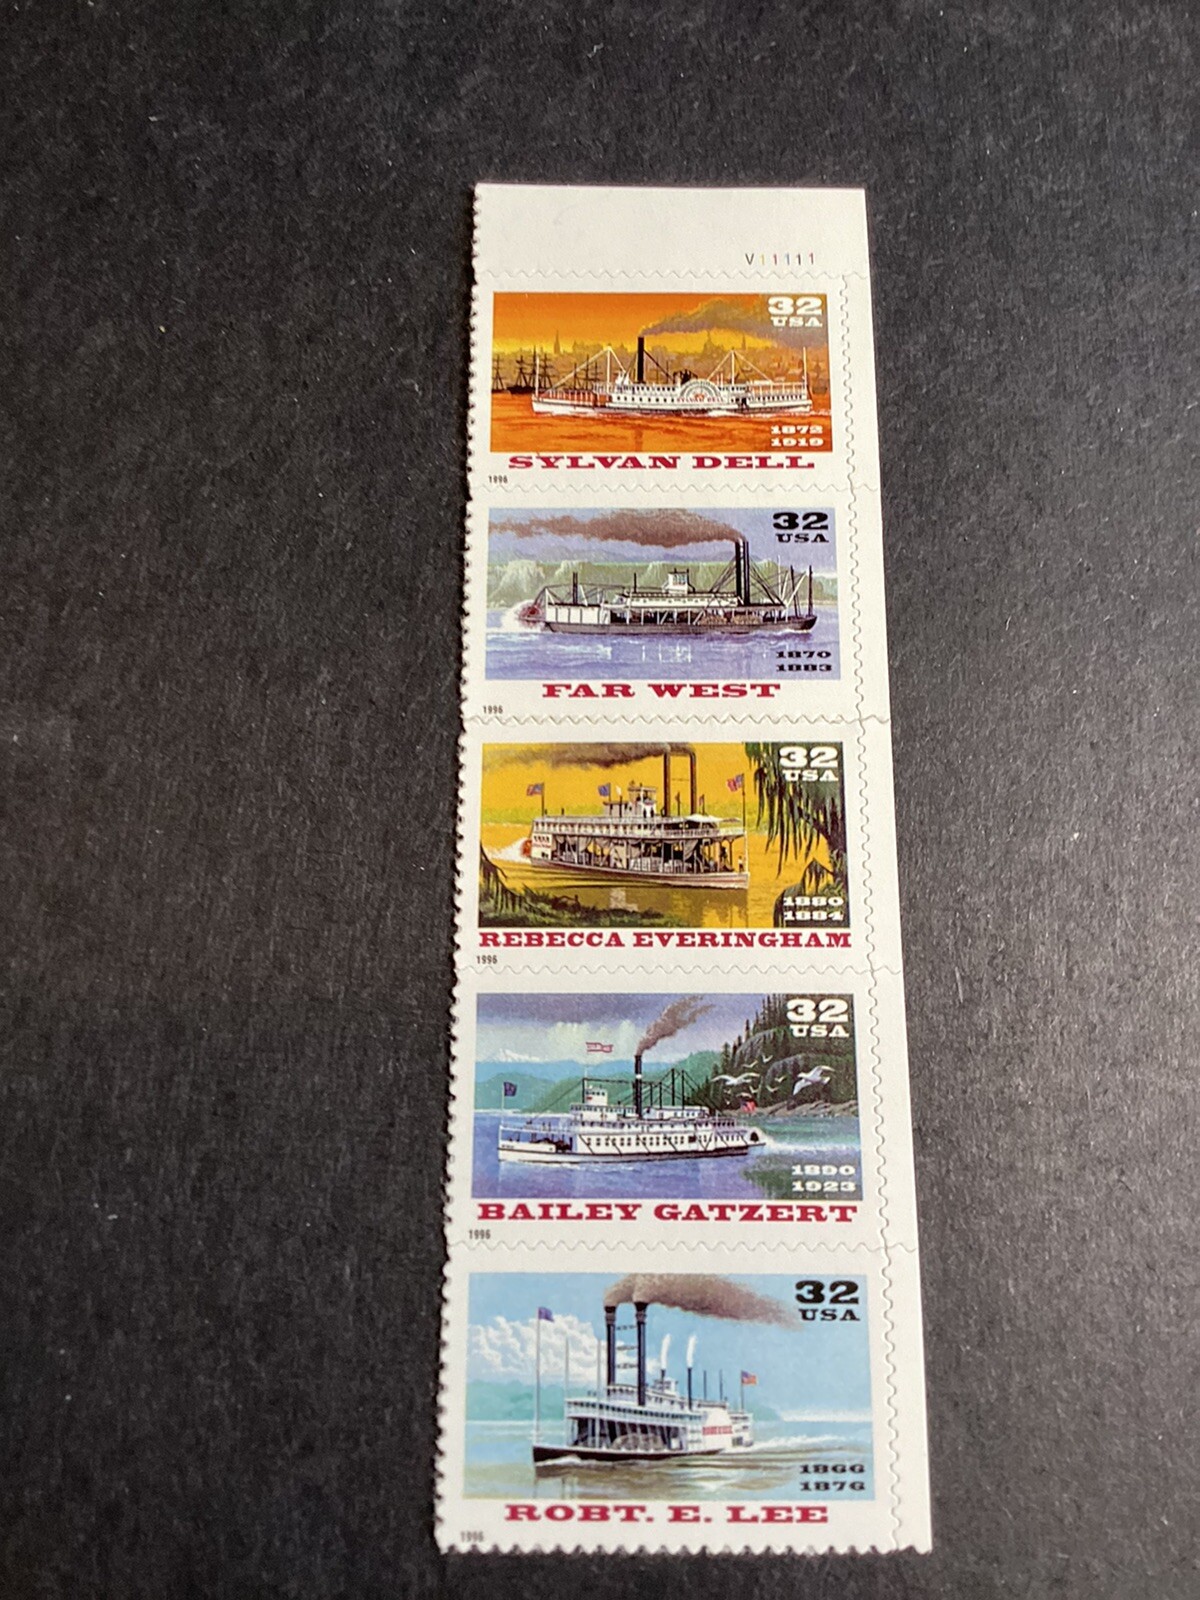 V11111
32
USA
1872
1919
SYLVAN DELL
1996
32
USA
1870
1883
FAR WEST
1996
32
USA
1880
1884
REBECCA EVERINGHAM
1996
32
USA
1890
1923
BAILEY GATZERT
1996
32
USA
1866
1876
ROBT. E. LEE
1996